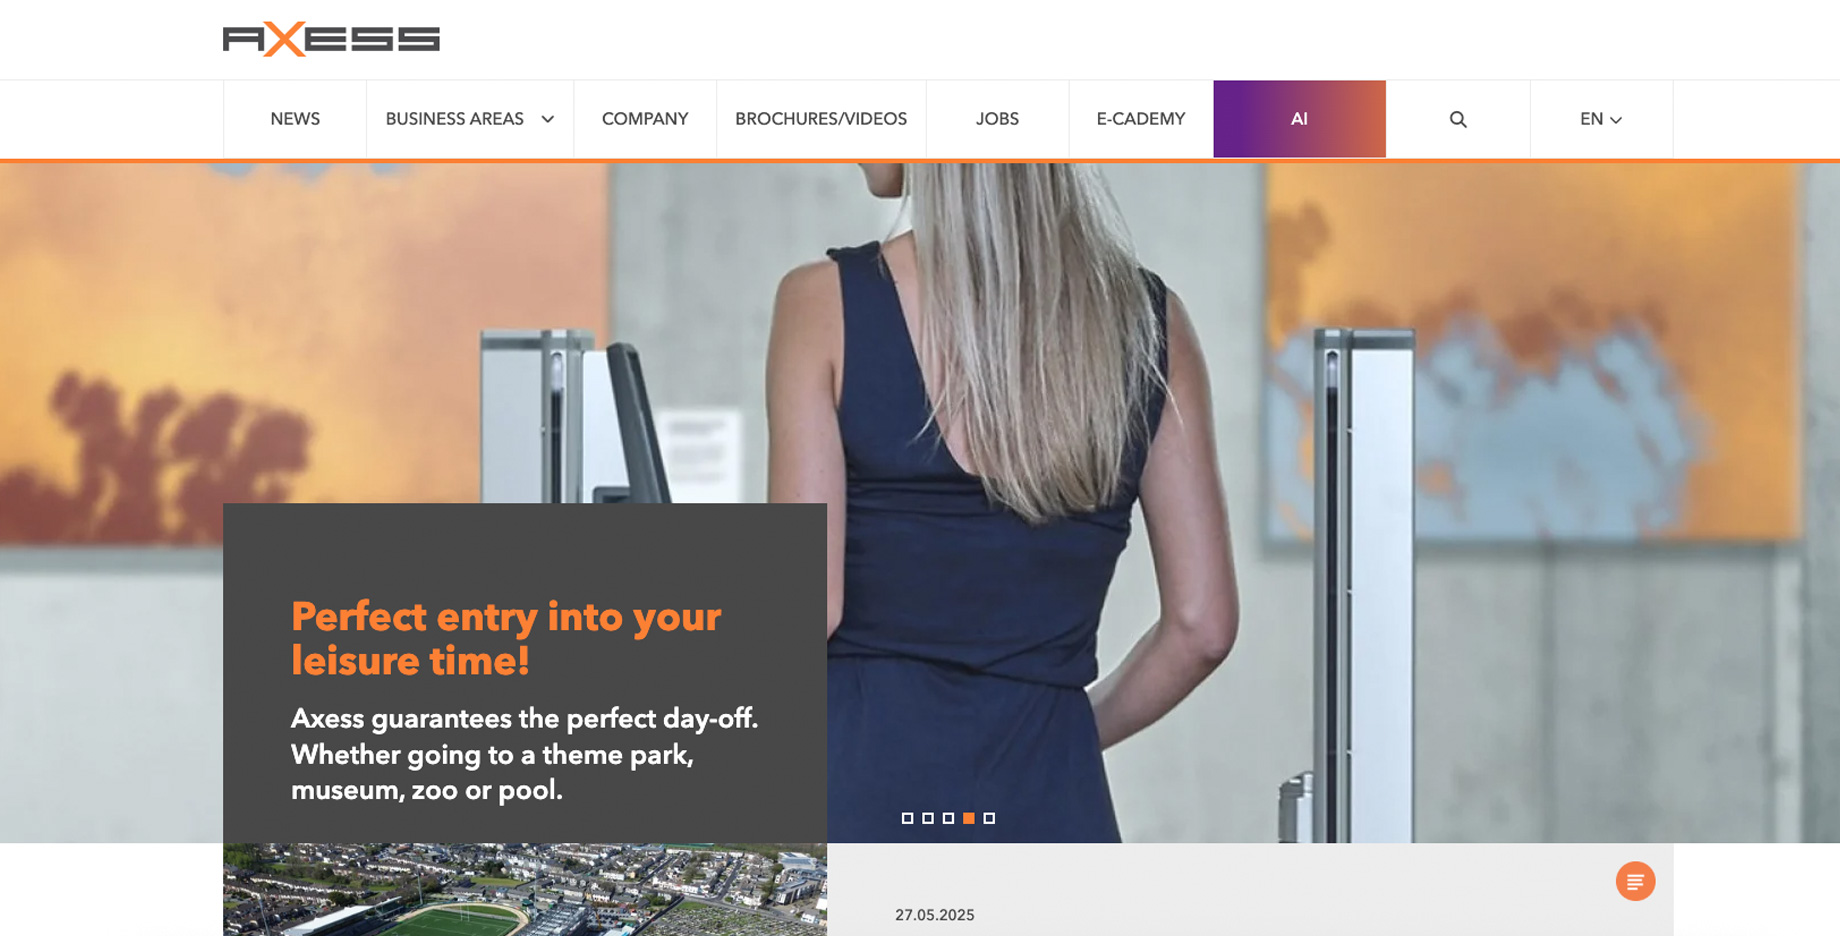 AXESS
NEWS
BUSINESS AREAS
COMPANY
BROCHURES/VIDEOS
JOBS
E-CADEMY
AI
EN
Perfect entry into your
leisure time!
Axess guarantees the perfect day-off.
Whether going to a theme park,
museum, zoo or pool.
27.05.2025